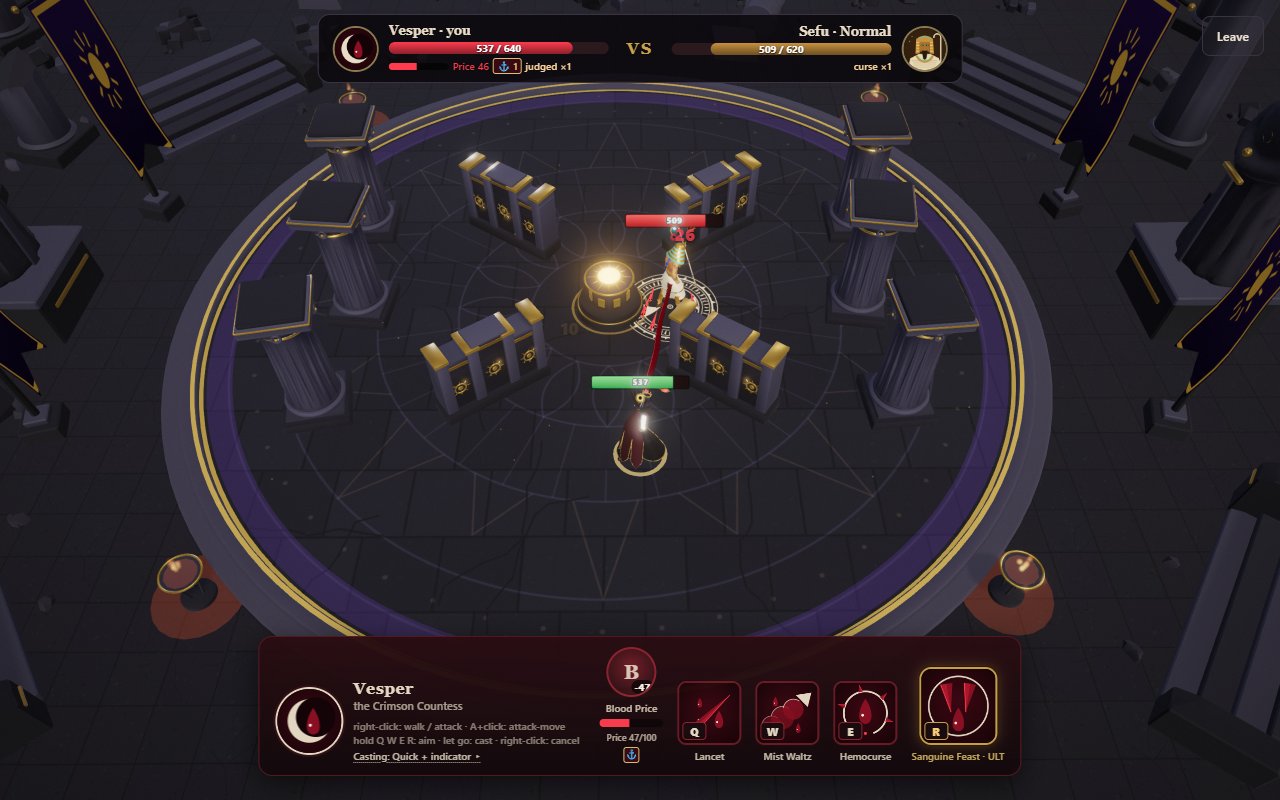 Vesper · you
537 / 640
Price 46 ⚓ 1 judged ×1
VS
Sefu · Normal
509 / 620
curse ×1
Leave
509
26
10
537
Vesper
the Crimson Countess
right-click: walk / attack · A+click: attack-move
hold Q W E R: aim · let go: cast · right-click: cancel
Casting: Quick + indicator ▸
B
-47
Blood Price
Price 47/100
Q
Lancet
W
Mist Waltz
E
Hemocurse
R
Sanguine Feast · ULT